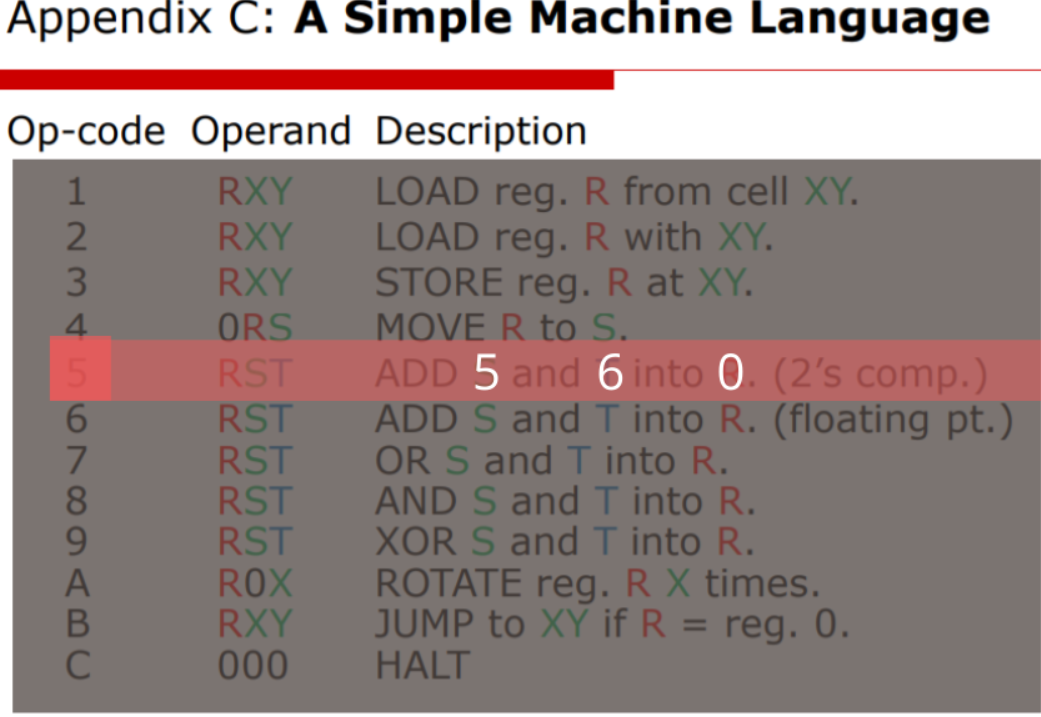 Appendix C: A Simple Machine Language
Op-code Operand Description
1 RXY LOAD reg. R from cell XY.
2 RXY LOAD reg. R with XY.
3 RXY STORE reg. R at XY.
4 0RS MOVE R to S.
5 RST ADD 5 and 6 into 0. (2's comp.)
6 RST ADD S and T into R. (floating pt.)
7 RST OR S and T into R.
8 RST AND S and T into R.
9 RST XOR S and T into R.
A R0X ROTATE reg. R X times.
B RXY JUMP to XY if R = reg. 0.
C 000 HALT